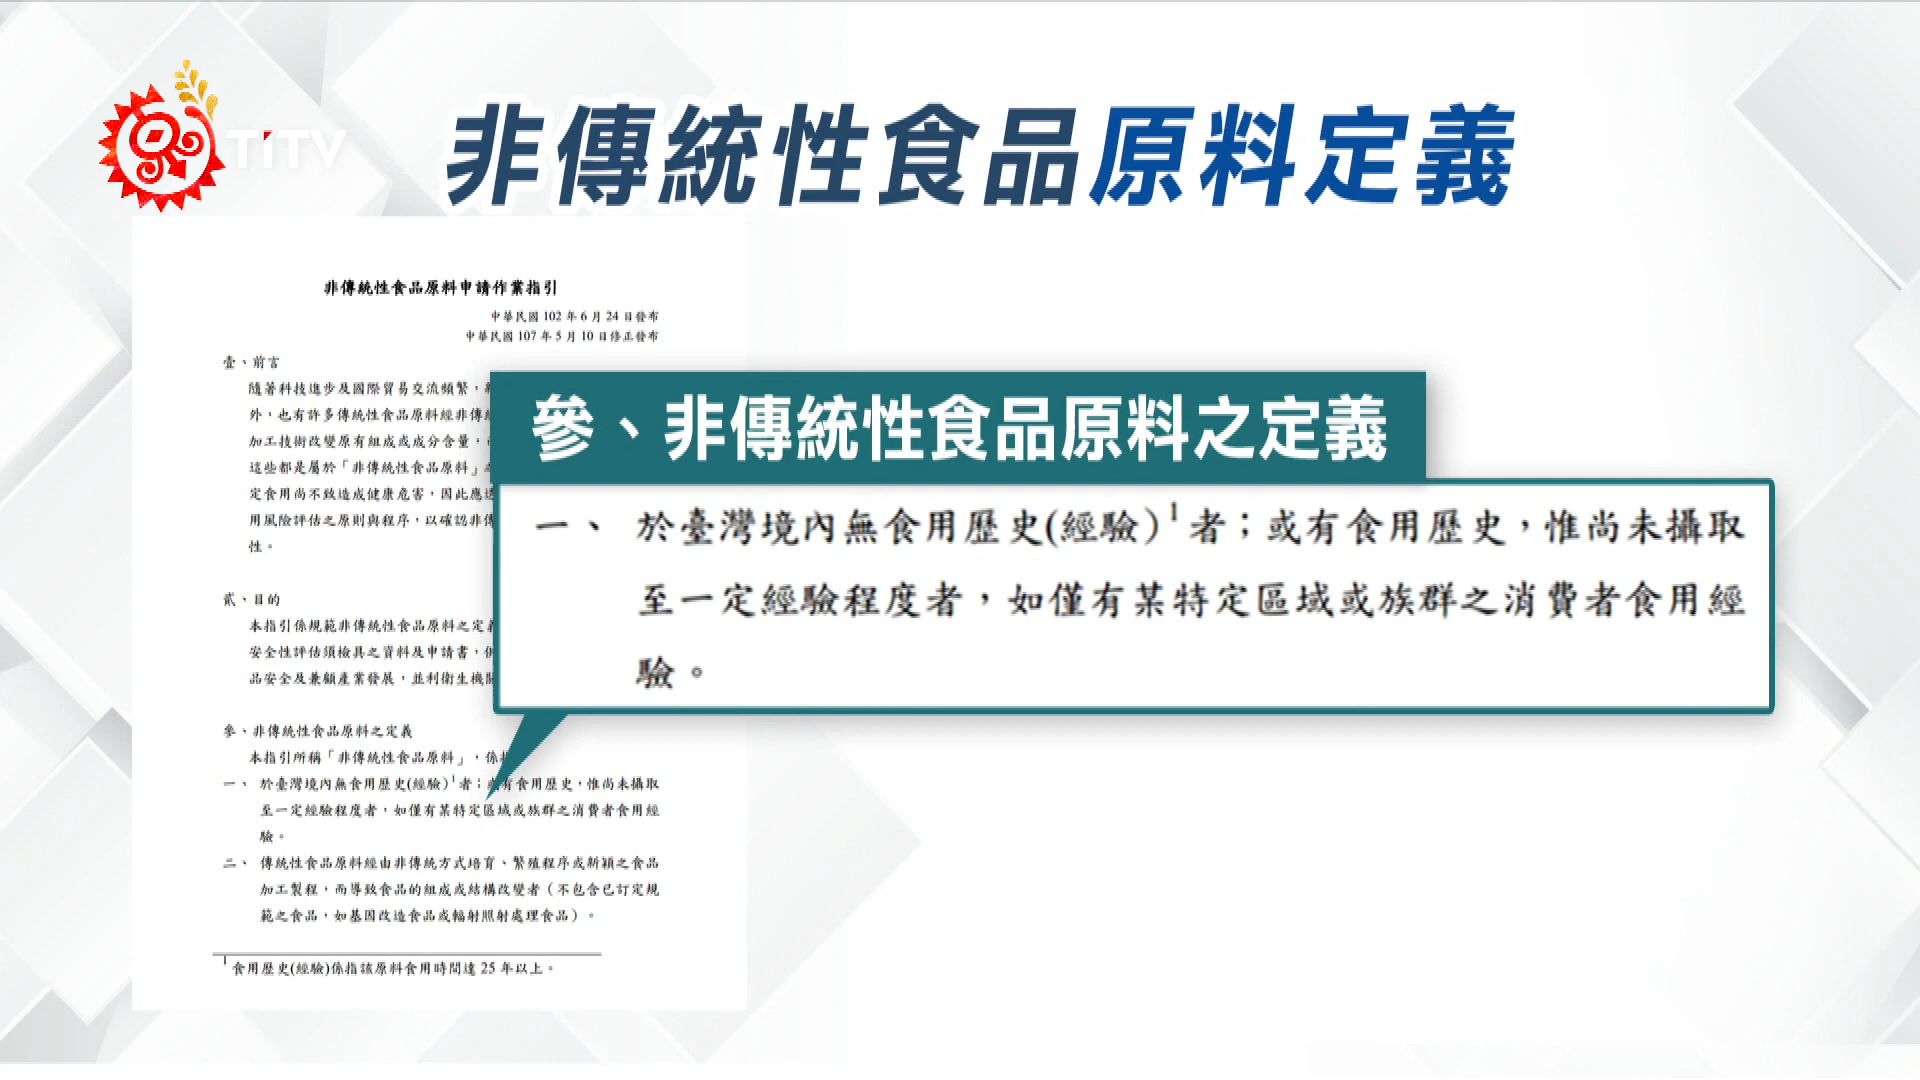 TiTV
非傳統性食品原料定義
非傳統性食品原料申請作業指引
中華民國 102 年 6 月 24 日發布
中華民國 107 年 5 月 10 日修正發布
壹、前言
隨著科技進步及國際貿易交流頻繁，
外，也有許多傳統性食品原料經非傳
加工技術改變原有組成或成分含量，
這些都是屬於「非傳統性食品原料」
定食用尚不致造成健康危害，因此應
用風險評估之原則與程序，以確認非
性。
貳、目的
本指引係規範非傳統性食品原料之定
安全性評估須檢具之資料及申請書，
品安全及兼顧產業發展，並利衛生機
參、非傳統性食品原料之定義
本指引所稱「非傳統性食品原料」，係
一、 於臺灣境內無食用歷史(經驗)¹者；或有食用歷史，惟尚未攝取
至一定經驗程度者，如僅有某特定區域或族群之消費者食用經
驗。
二、 傳統性食品原料經由非傳統方式培育、繁殖程序或新穎之食品
加工製程，而導致食品的組成或結構改變者（不包含已訂定規
範之食品，如基因改造食品或輻射照射處理食品）。
¹ 食用歷史(經驗)係指該原料食用時間達 25 年以上。
參、非傳統性食品原料之定義
一、 於臺灣境內無食用歷史(經驗)¹者；或有食用歷史，惟尚未攝取
至一定經驗程度者，如僅有某特定區域或族群之消費者食用經
驗。